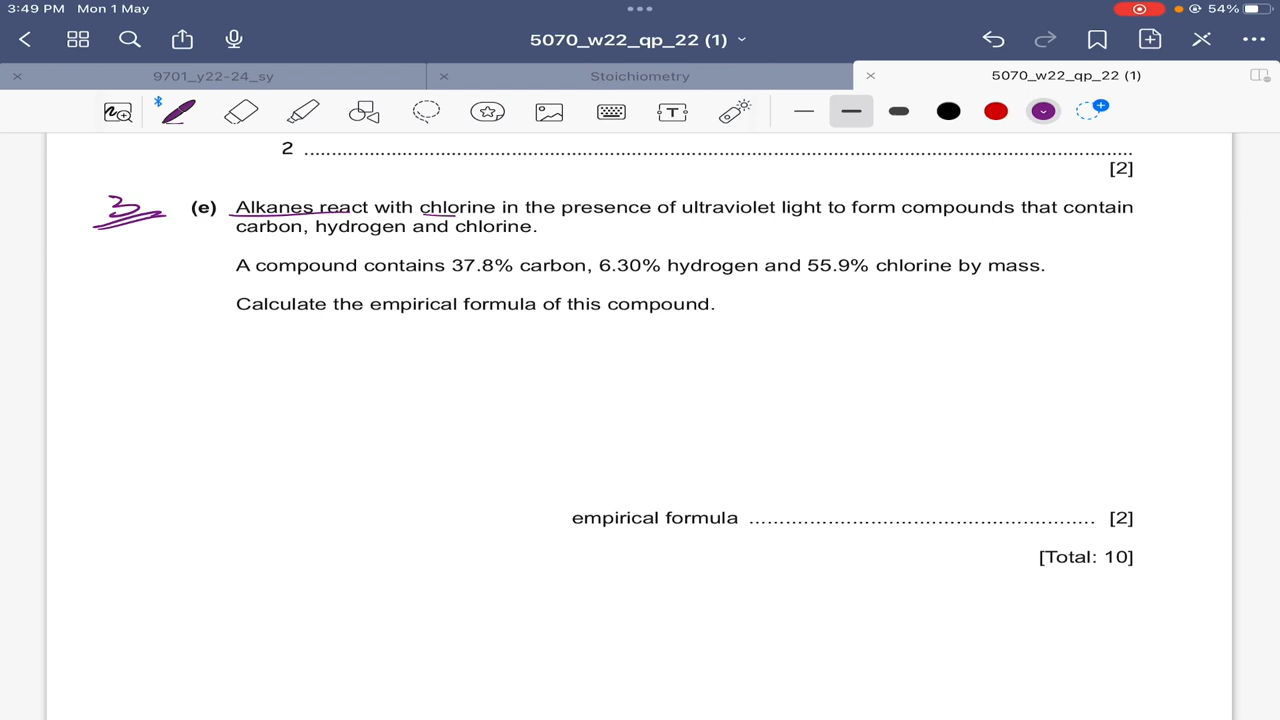 3:49 PM Mon 1 May
54%
5070_w22_qp_22 (1)
9701_y22-24_sy
Stoichiometry
5070_w22_qp_22 (1)
T
2 ........................................................................................................................................
[2]
3
(e) Alkanes react with chlorine in the presence of ultraviolet light to form compounds that contain
carbon, hydrogen and chlorine.
A compound contains 37.8% carbon, 6.30% hydrogen and 55.9% chlorine by mass.
Calculate the empirical formula of this compound.
empirical formula ........................................................ [2]
[Total: 10]